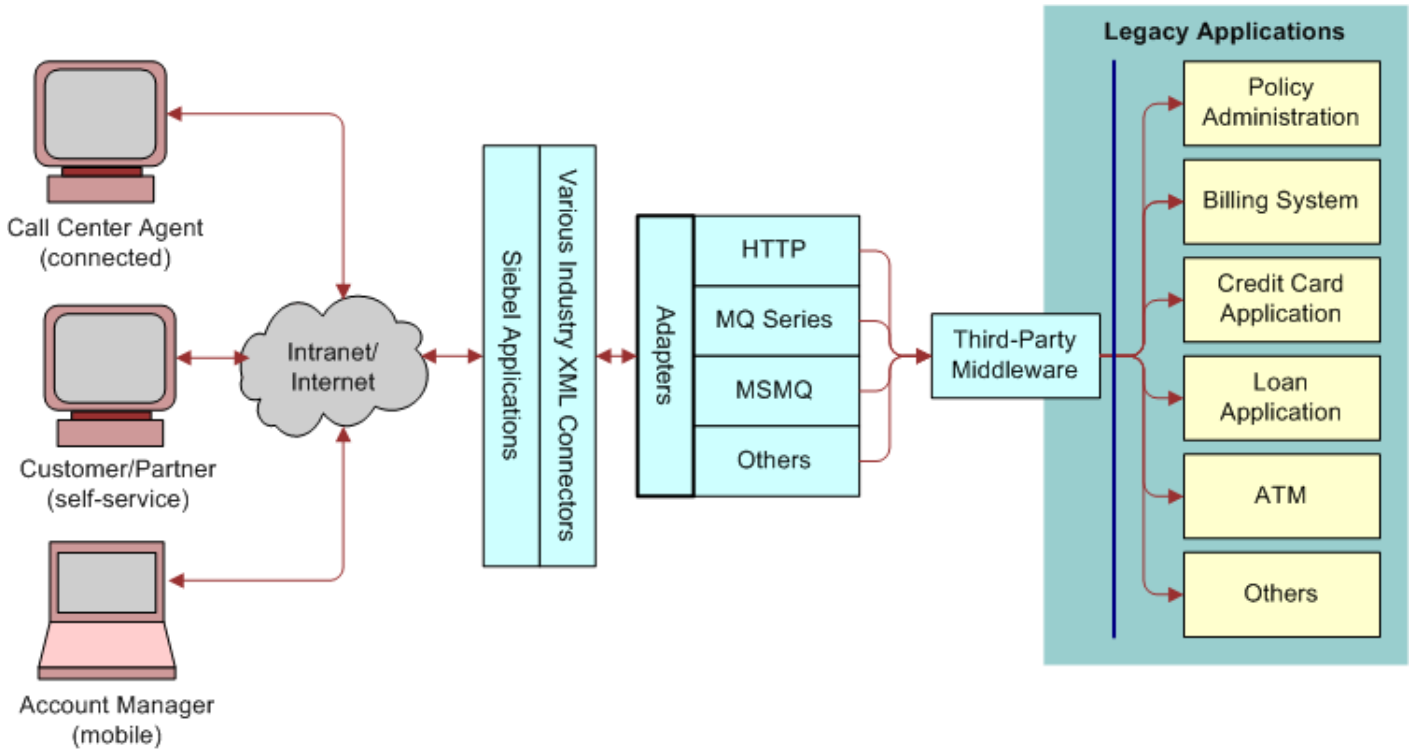 Legacy Applications
Call Center Agent
(connected)
Customer/Partner
(self-service)
Account Manager
(mobile)
Intranet/
Internet
Siebel Applications
Various Industry XML Connectors
Adapters
HTTP
MQ Series
MSMQ
Others
Third-Party
Middleware
Policy
Administration
Billing System
Credit Card
Application
Loan
Application
ATM
Others